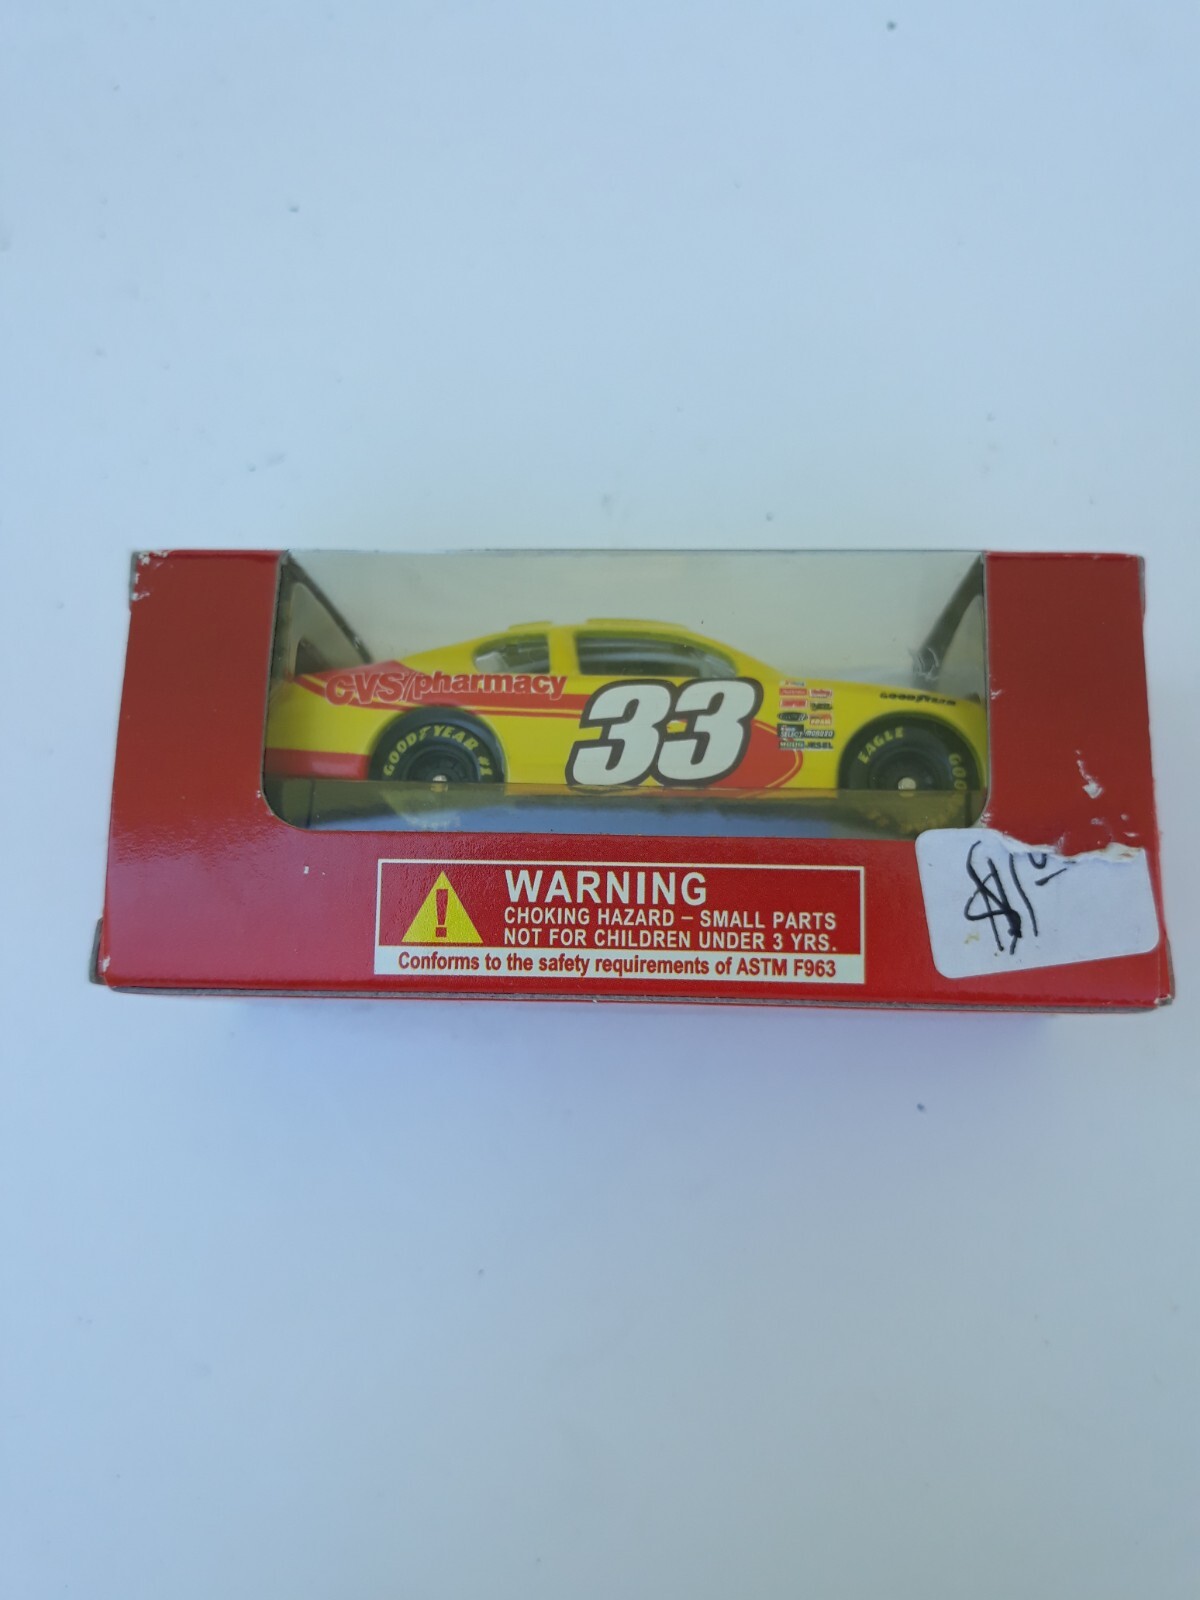 CVS/pharmacy
33
GOODYEAR
GOODYEAR
EAGLE
WARNING
CHOKING HAZARD – SMALL PARTS
NOT FOR CHILDREN UNDER 3 YRS.
Conforms to the safety requirements of ASTM F963